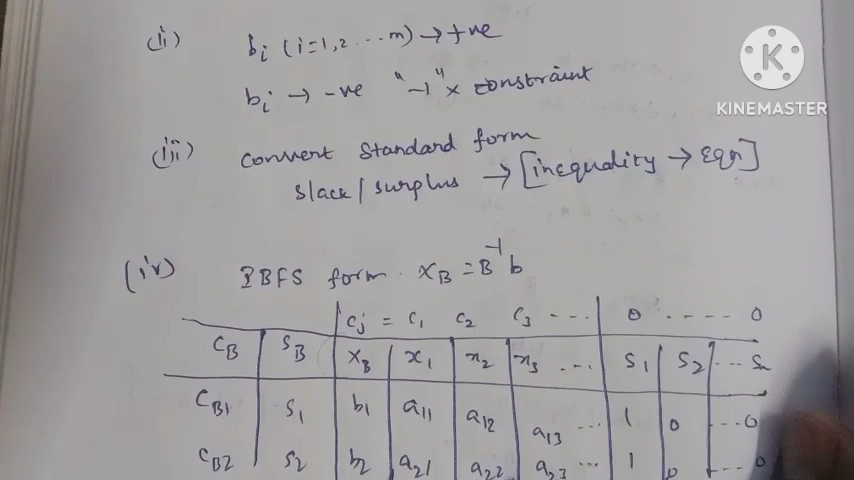 (ii) bi (i=1,2 ... m) → +ve
bi → -ve "-1" × constraint
KINEMASTER
(iii) convert standard form
slack/surplus → [inequality → Eqn]
(iv) IBFS form. XB = B⁻¹b
Cj = C1 C2 C3 --- 0 ----- 0
CB SB XB x1 x2 x3 ... S1 S2 ... Sn
CB1 S1 b1 a11 a12 a13 ... 1 0 ---0
CB2 S2 b2 a21 a22 a23 ... 1 0 ---0